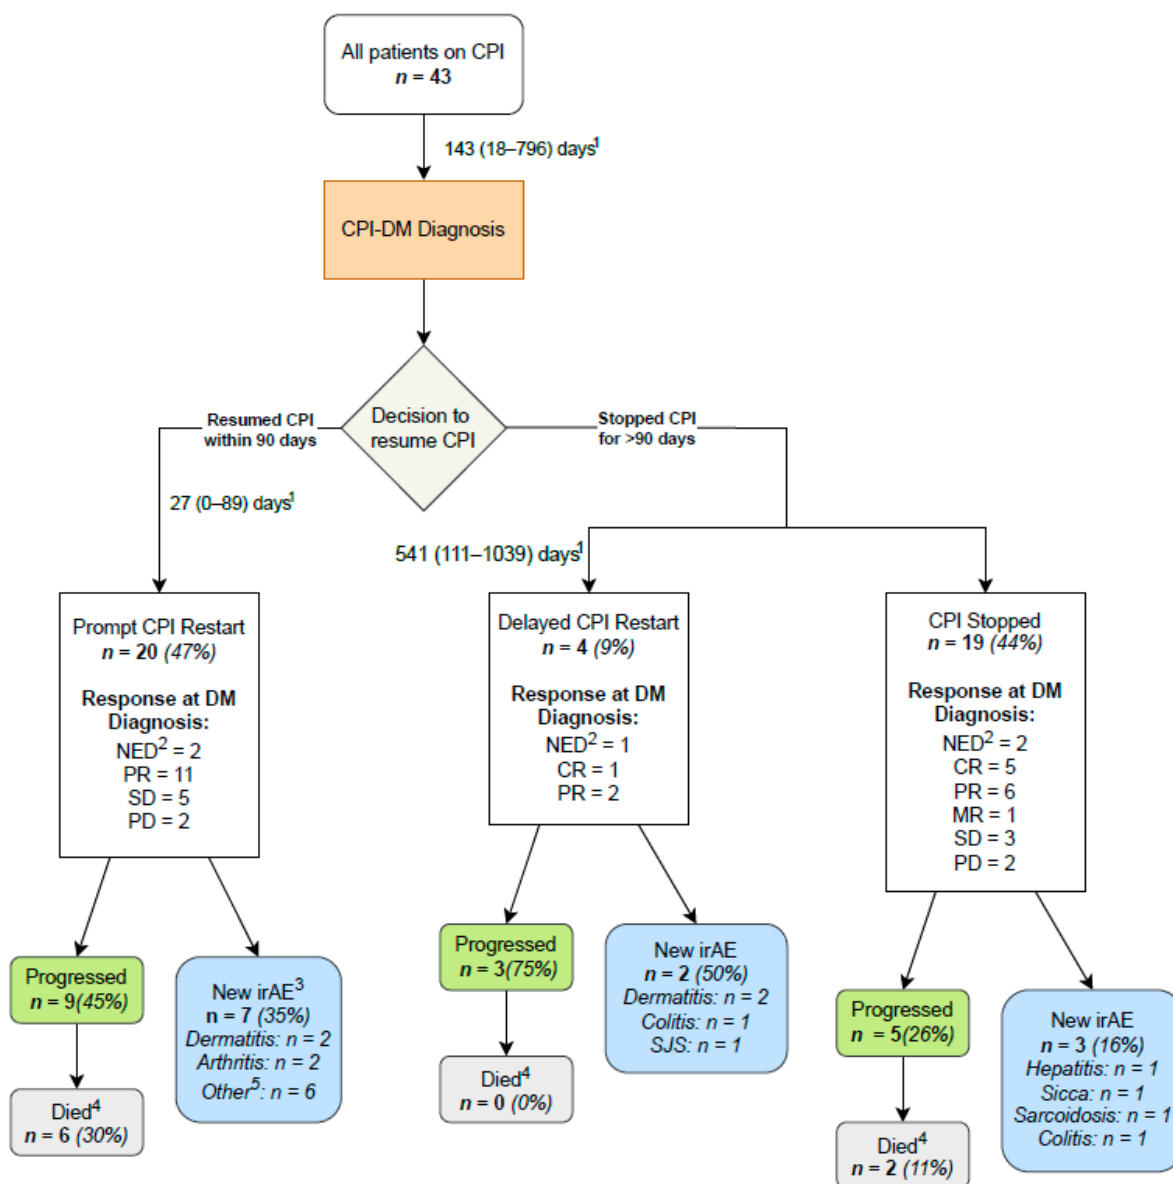 All patients on CPI
n = 43
143 (18–796) days¹
CPI-DM Diagnosis
Decision to
resume CPI
Resumed CPI
within 90 days
Stopped CPI
for >90 days
27 (0–89) days¹
541 (111–1039) days¹
Prompt CPI Restart
n = 20 (47%)
Response at DM
Diagnosis:
NED² = 2
PR = 11
SD = 5
PD = 2
Progressed
n = 9(45%)
Died⁴
n = 6 (30%)
New irAE³
n = 7 (35%)
Dermatitis: n = 2
Arthritis: n = 2
Other⁵: n = 6
Delayed CPI Restart
n = 4 (9%)
Response at DM
Diagnosis:
NED² = 1
CR = 1
PR = 2
Progressed
n = 3(75%)
Died⁴
n = 0 (0%)
New irAE
n = 2 (50%)
Dermatitis: n = 2
Colitis: n = 1
SJS: n = 1
CPI Stopped
n = 19 (44%)
Response at DM
Diagnosis:
NED² = 2
CR = 5
PR = 6
MR = 1
SD = 3
PD = 2
Progressed
n = 5(26%)
Died⁴
n = 2 (11%)
New irAE
n = 3 (16%)
Hepatitis: n = 1
Sicca: n = 1
Sarcoidosis: n = 1
Colitis: n = 1